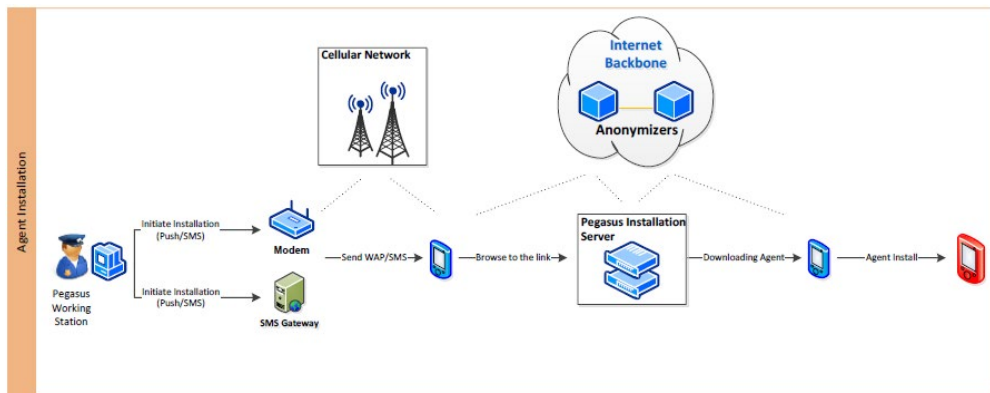 Agent Installation
Cellular Network
Internet
Backbone
Anonymizers
Initiate Installation
(Push/SMS)
Modem
Pegasus
Working
Station
Initiate Installation
(Push/SMS)
SMS Gateway
Send WAP/SMS
Browse to the link
Pegasus Installation
Server
Downloading Agent
Agent Install